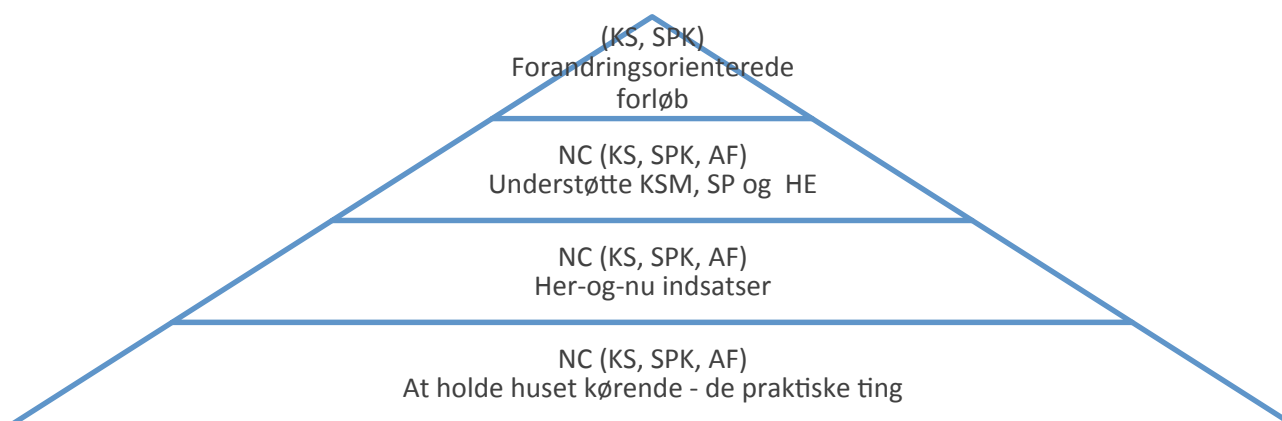 (KS, SPK)
Forandringsorienterede
forløb
NC (KS, SPK, AF)
Understøtte KSM, SP og  HE
NC (KS, SPK, AF)
Her-og-nu indsatser
NC (KS, SPK, AF)
At holde huset kørende - de praktiske ting